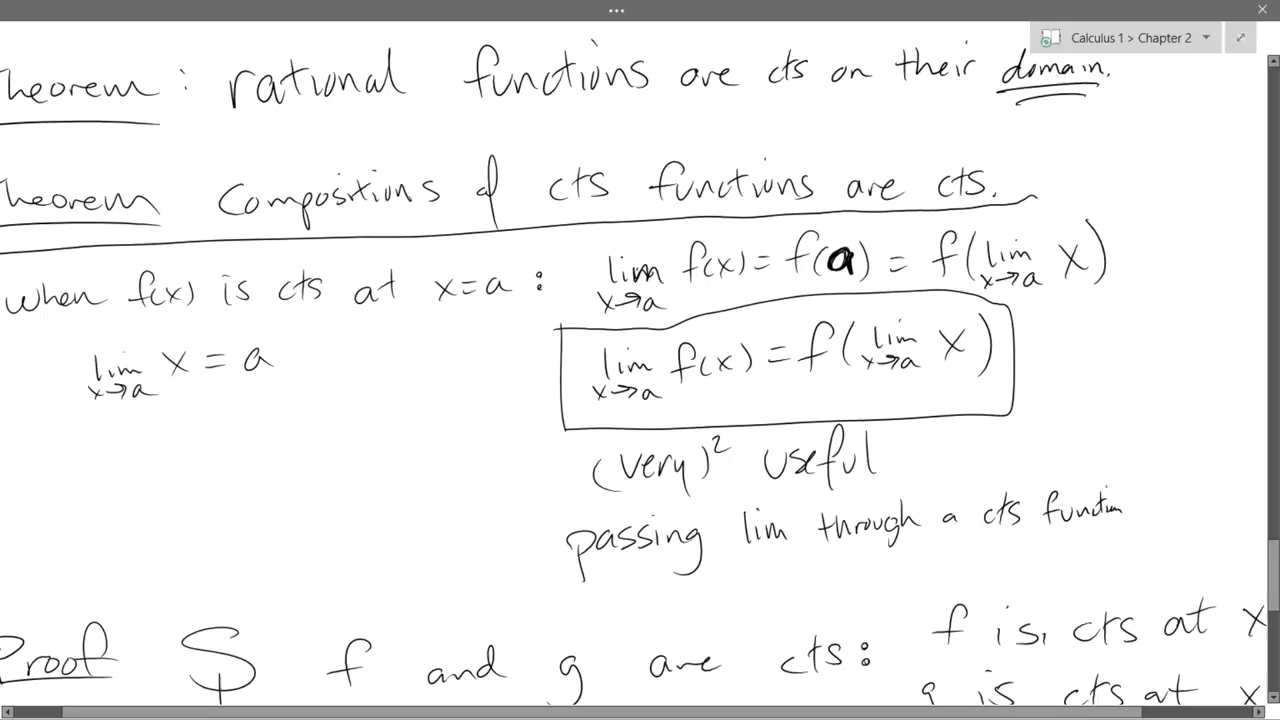 Calculus 1 > Chapter 2
heorem : rational functions are cts on their domain.
heorem Compositions of cts functions are cts.
when f(x) is cts at x=a : lim x→a f(x) = f(a) = f(lim x→a x)
lim x→a x = a
lim x→a f(x) = f(lim x→a x)
(very)² useful
passing lim through a cts function
Proof S f and g are cts: f is cts at x
g is cts at x